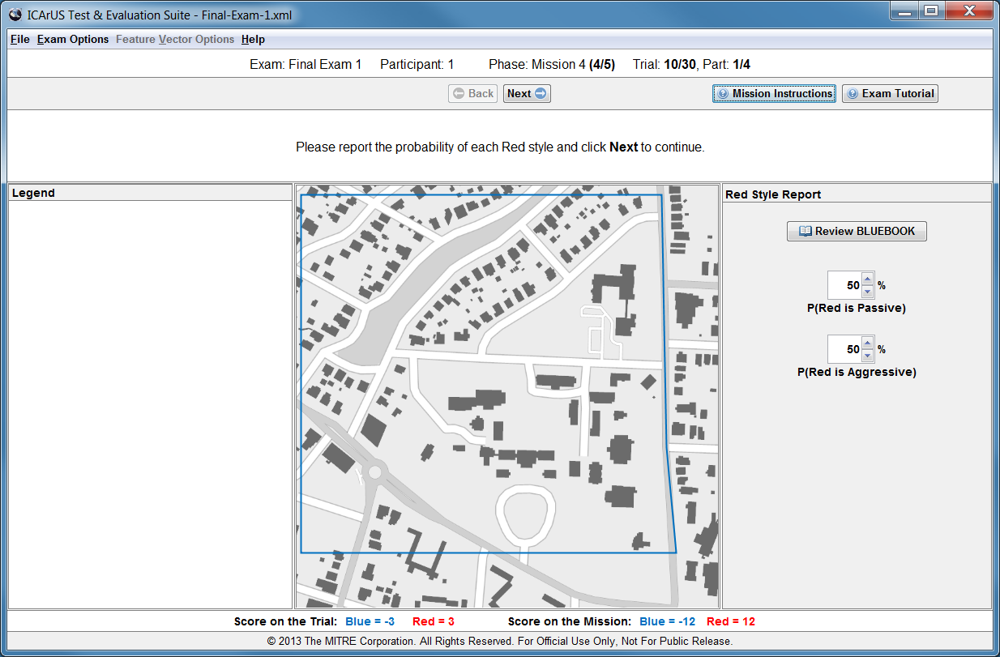 ICArUS Test & Evaluation Suite - Final-Exam-1.xml
File Exam Options Feature Vector Options Help
Exam: Final Exam 1 Participant: 1 Phase: Mission 4 (4/5) Trial: 10/30, Part: 1/4
Back Next Mission Instructions Exam Tutorial
Please report the probability of each Red style and click Next to continue.
Legend
Red Style Report
Review BLUEBOOK
50 %
P(Red is Passive)
50 %
P(Red is Aggressive)
Score on the Trial: Blue = -3 Red = 3 Score on the Mission: Blue = -12 Red = 12
© 2013 The MITRE Corporation. All Rights Reserved. For Official Use Only, Not For Public Release.